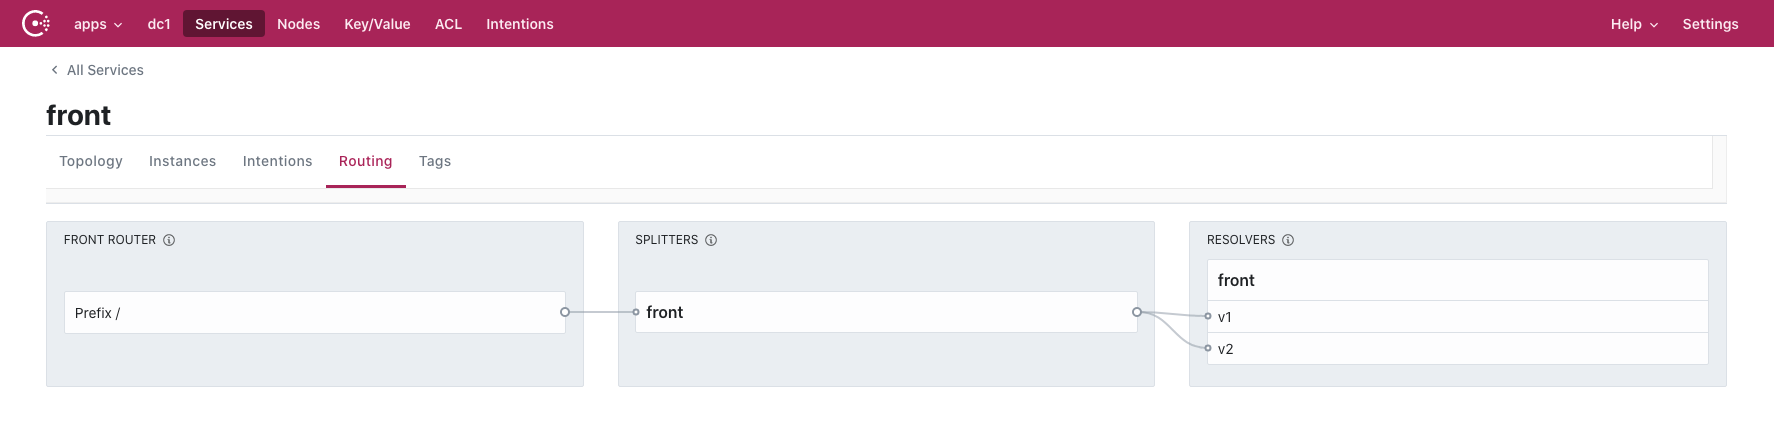 apps dc1 Services Nodes Key/Value ACL Intentions Help Settings
All Services
front
Topology Instances Intentions Routing Tags
FRONT ROUTER
Prefix /
SPLITTERS
front
RESOLVERS
front
v1
v2